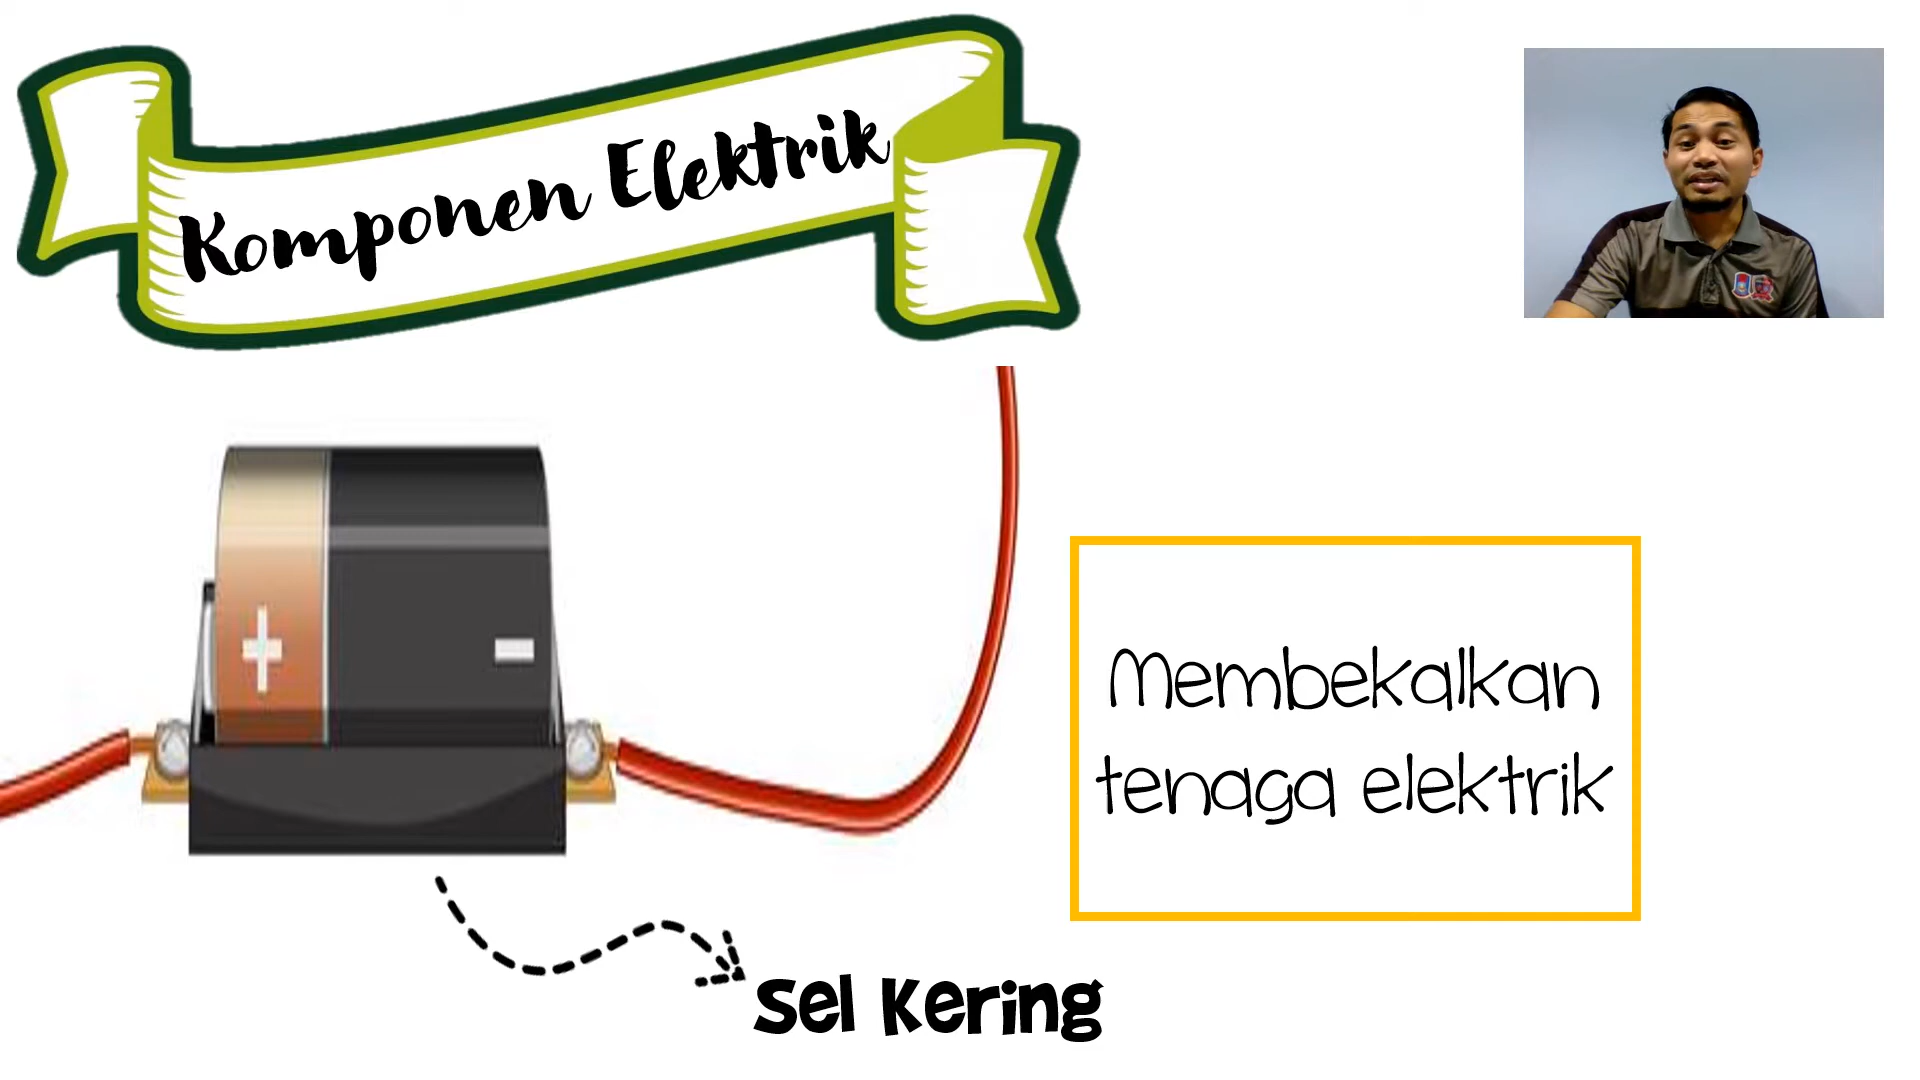 Komponen Elektrik
+ -
Membekalkan
tenaga elektrik
Sel Kering